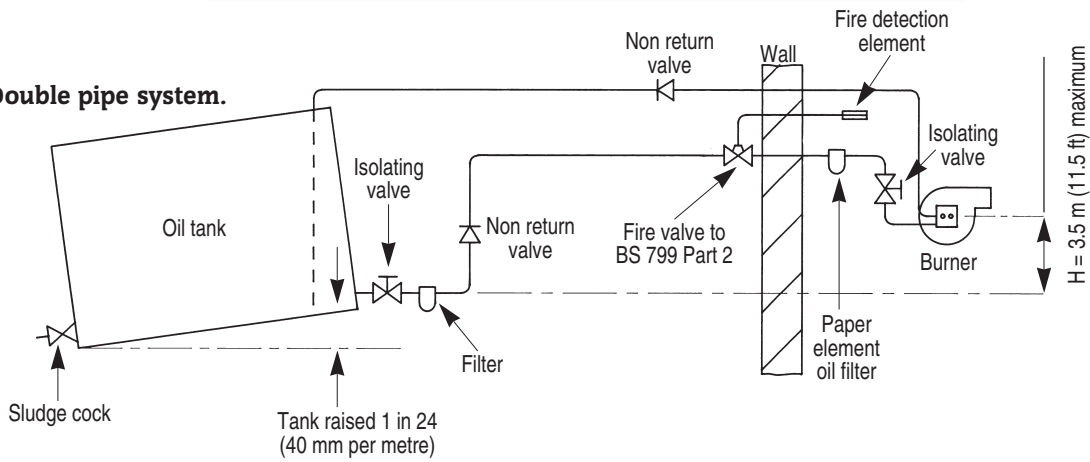 Double pipe system.
Non return
valve
Wall
Fire detection
element
Isolating
valve
Isolating
valve
Oil tank
Non return
valve
Fire valve to
BS 799 Part 2
Burner
H = 3.5 m (11.5 ft) maximum
Paper
element
oil filter
Filter
Sludge cock
Tank raised 1 in 24
(40 mm per metre)